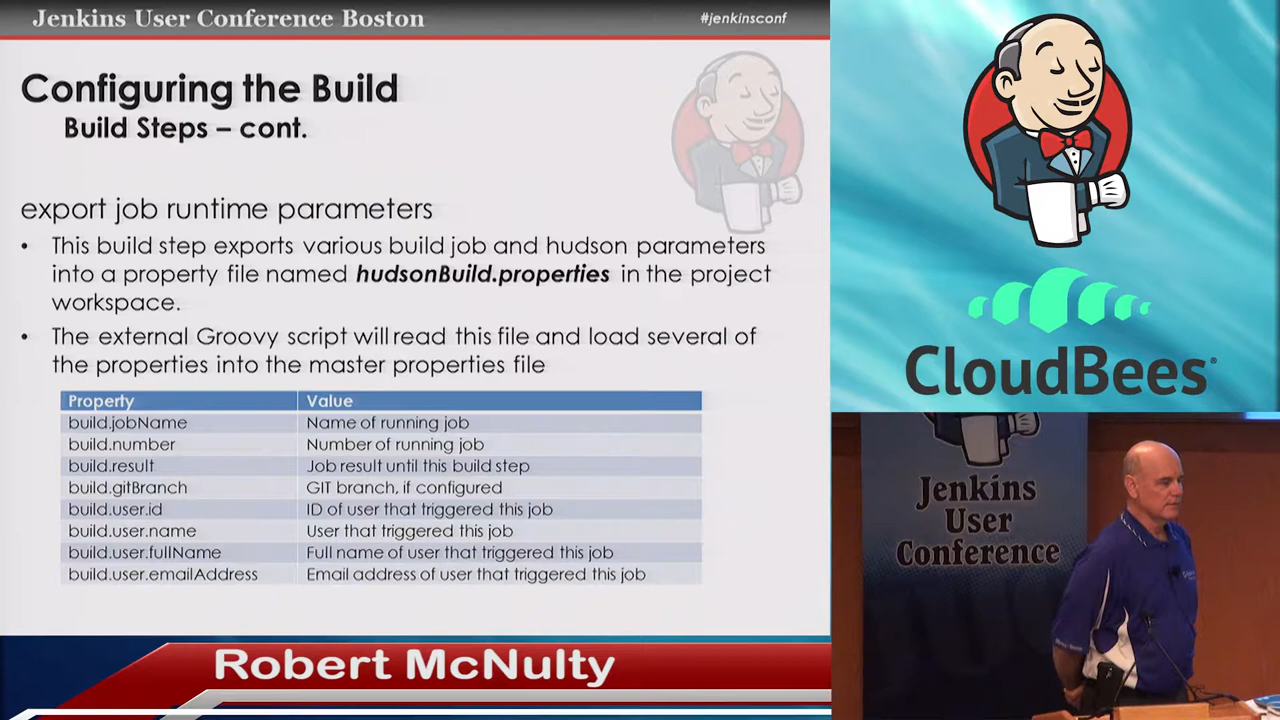 Jenkins User Conference Boston
#jenkinsconf
Configuring the Build
Build Steps – cont.
export job runtime parameters
• This build step exports various build job and hudson parameters
into a property file named hudsonBuild.properties in the project
workspace.
• The external Groovy script will read this file and load several of
the properties into the master properties file
Property Value
build.jobName Name of running job
build.number Number of running job
build.result Job result until this build step
build.gitBranch GIT branch, if configured
build.user.id ID of user that triggered this job
build.user.name User that triggered this job
build.user.fullName Full name of user that triggered this job
build.user.emailAddress Email address of user that triggered this job
Robert McNulty
CloudBees®
Jenkins
User
Conference